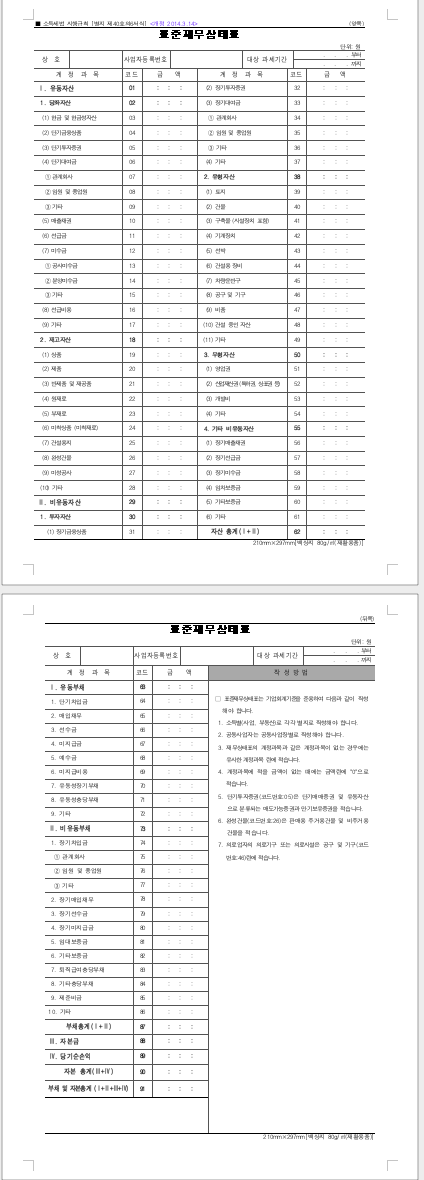 ■ 소득세법 시행규칙 [별지 제40호의6서식] <개정 2014.3.14> (앞쪽)
표준재무상태표
단위: 원
상 호 사업자등록번호 대상 과세기간 . . . 부터
. . . 까지
계 정 과 목 코드 금 액 계 정 과 목 코드 금 액
Ⅰ. 유동자산 01 : : : (2) 장기투자증권 32 : : :
1. 당좌자산 02 : : : (3) 장기대여금 33 : : :
(1) 현금 및 현금성자산 03 : : : ① 관계회사 34 : : :
(2) 단기금융상품 04 : : : ② 임원 및 종업원 35 : : :
(3) 단기투자증권 05 : : : ③ 기타 36 : : :
(4) 단기대여금 06 : : : (4) 기타 37 : : :
① 관계회사 07 : : : 2. 유형자산 38 : : :
② 임원 및 종업원 08 : : : (1) 토지 39 : : :
③ 기타 09 : : : (2) 건물 40 : : :
(5) 매출채권 10 : : : (3) 구축물 (시설장치 포함) 41 : : :
(6) 선급금 11 : : : (4) 기계장치 42 : : :
(7) 미수금 12 : : : (5) 선박 43 : : :
① 공사미수금 13 : : : (6) 건설용 장비 44 : : :
② 분양미수금 14 : : : (7) 차량운반구 45 : : :
③ 기타 15 : : : (8) 공구 및 기구 46 : : :
(8) 선급비용 16 : : : (9) 비품 47 : : :
(9) 기타 17 : : : (10) 건설 중인 자산 48 : : :
2. 재고자산 18 : : : (11) 기타 49 : : :
(1) 상품 19 : : : 3. 무형자산 50 : : :
(2) 제품 20 : : : (1) 영업권 51 : : :
(3) 반제품 및 재공품 21 : : : (2) 산업재산권(특허권, 상표권 등) 52 : : :
(4) 원재료 22 : : : (3) 개발비 53 : : :
(5) 부재료 23 : : : (4) 기타 54 : : :
(6) 미착상품 (미착재료) 24 : : : 4. 기타 비유동자산 55 : : :
(7) 건설용지 25 : : : (1) 장기매출채권 56 : : :
(8) 완성건물 26 : : : (2) 장기선급금 57 : : :
(9) 미성공사 27 : : : (3) 장기미수금 58 : : :
(10) 기타 28 : : : (4) 임차보증금 59 : : :
Ⅱ. 비유동자산 29 : : : (5) 기타보증금 60 : : :
1. 투자자산 30 : : : (6) 기타 61 : : :
(1) 장기금융상품 31 : : : 자산 총계(Ⅰ+Ⅱ) 62 : : :
210mm×297mm[백상지 80g/㎡(재활용품)]
(뒤쪽)
표준재무상태표
단위: 원
상 호 사업자등록번호 대상 과세기간 . . . 부터
. . . 까지
계 정 과 목 코드 금 액 작 성 방 법
Ⅰ. 유동부채 63 : : :
1. 단기차입금 64 : : :
2. 매입채무 65 : : :
3. 선수금 66 : : :
4. 미지급금 67 : : :
5. 예수금 68 : : :
6. 미지급비용 69 : : :
7. 유동성장기부채 70 : : :
8. 유동성충당부채 71 : : :
9. 기타 72 : : :
Ⅱ. 비유동부채 73 : : :
1. 장기차입금 74 : : :
① 관계회사 75 : : :
② 임원 및 종업원 76 : : :
③ 기타 77 : : :
2. 장기매입채무 78 : : :
3. 장기선수금 79 : : :
4. 장기미지급금 80 : : :
5. 임대보증금 81 : : :
6. 기타보증금 82 : : :
7. 퇴직급여충당부채 83 : : :
8. 기타충당부채 84 : : :
9. 제준비금 85 : : :
10. 기타 86 : : :
부채총계(Ⅰ+Ⅱ) 87 : : :
Ⅲ. 자본금 88 : : :
Ⅳ. 당기순손익 89 : : :
자본 총계(Ⅲ+Ⅳ) 90 : : :
부채 및 자본총계 (Ⅰ+Ⅱ+Ⅲ+Ⅳ) 91 : : :
□ 표준재무상태표는 기업회계기준을 준용하여 다음과 같이 작성
해야 합니다.
1. 소득별(사업, 부동산)로 각각 별지로 작성해야 합니다.
2. 공동사업자는 공동사업장별로 작성해야 합니다.
3. 재무상태표의 계정과목과 같은 계정과목이 없는 경우에는
유사한 계정과목 란에 적습니다.
4. 계정과목에 적을 금액이 없는 때에는 금액란에 "0"으로
적습니다.
5. 단기투자증권(코드번호:05)은 단기매매증권 및 유동자산
으로 분류되는 매도가능증권과 만기보유증권을 적습니다.
6. 완성건물(코드번호:26)은 판매용 주거용건물 및 비주거용
건물을 적습니다.
7. 의료업자의 의료기구 또는 의료시설은 공구 및 기구(코드
번호:46)란에 적습니다.
210mm×297mm[백상지 80g/㎡(재활용품)]